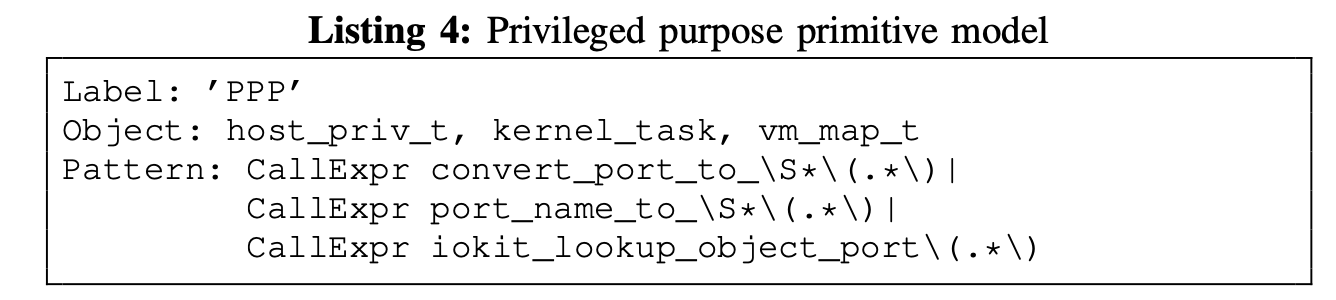 Listing 4: Privileged purpose primitive model
Label: 'PPP'
Object: host_priv_t, kernel_task, vm_map_t
Pattern: CallExpr convert_port_to_\S*\(.*\)|
CallExpr port_name_to_\S*\(.*\)|
CallExpr iokit_lookup_object_port\(.*\)